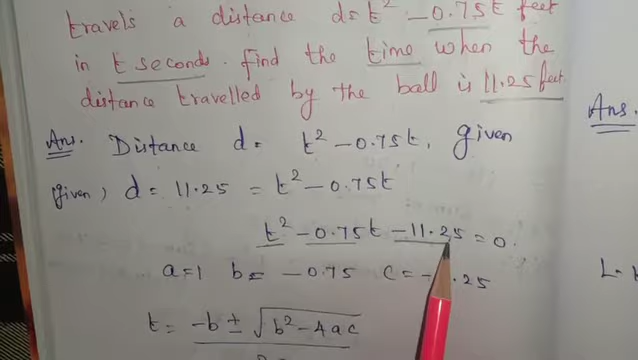 travels a distance d = t² - 0.75t feet
in t seconds. find the time when the
distance travelled by the ball is 11.25 feet
Ans. Distance d = t² - 0.75t, given
given, d = 11.25 = t² - 0.75t
t² - 0.75t - 11.25 = 0.
a=1 b= -0.75 c= - .25
t = -b ± √b² - 4ac
Ans.